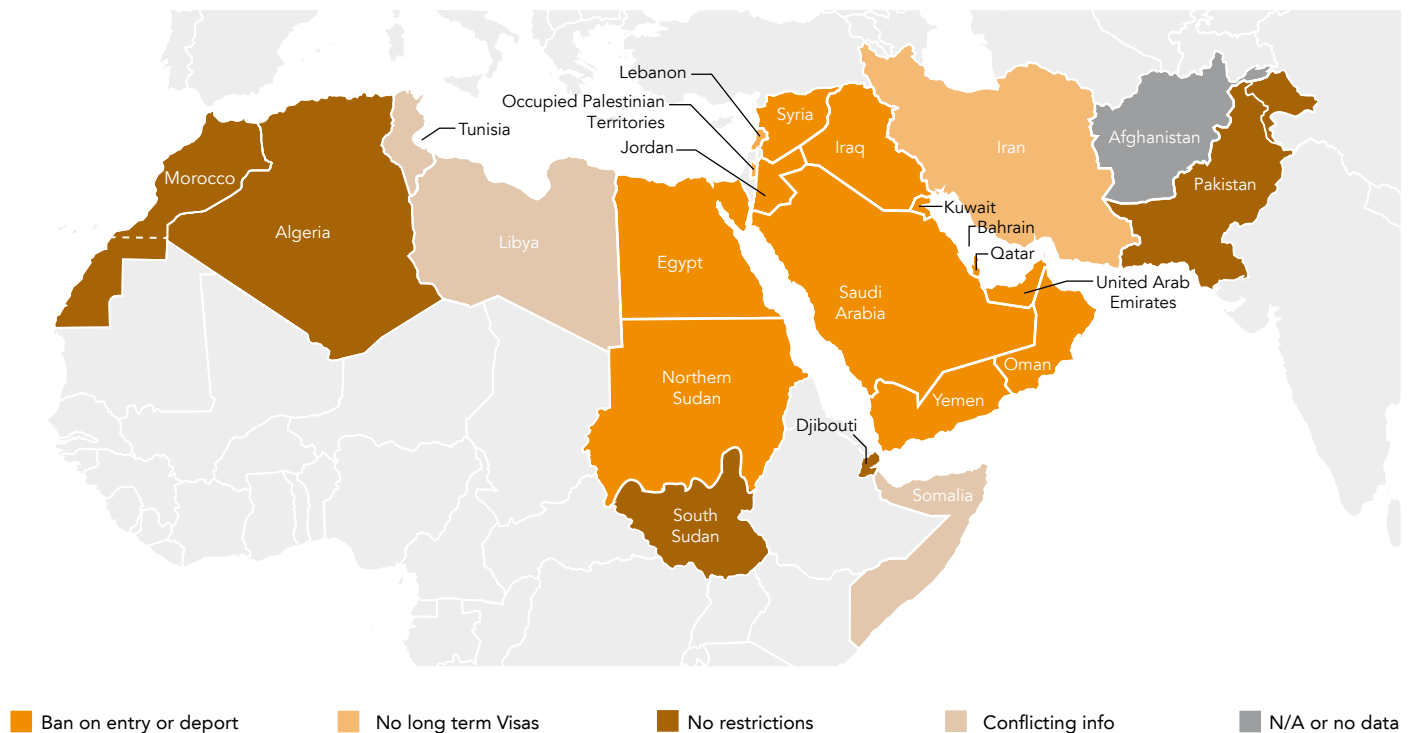 Lebanon
Occupied Palestinian
Territories
Jordan
Tunisia
Syria
Iraq
Iran
Afghanistan
Pakistan
Morocco
Algeria
Libya
Egypt
Kuwait
Bahrain
Qatar
United Arab
Emirates
Saudi
Arabia
Oman
Yemen
Northern
Sudan
Djibouti
Somalia
South
Sudan
Ban on entry or deport
No long term Visas
No restrictions
Conflicting info
N/A or no data